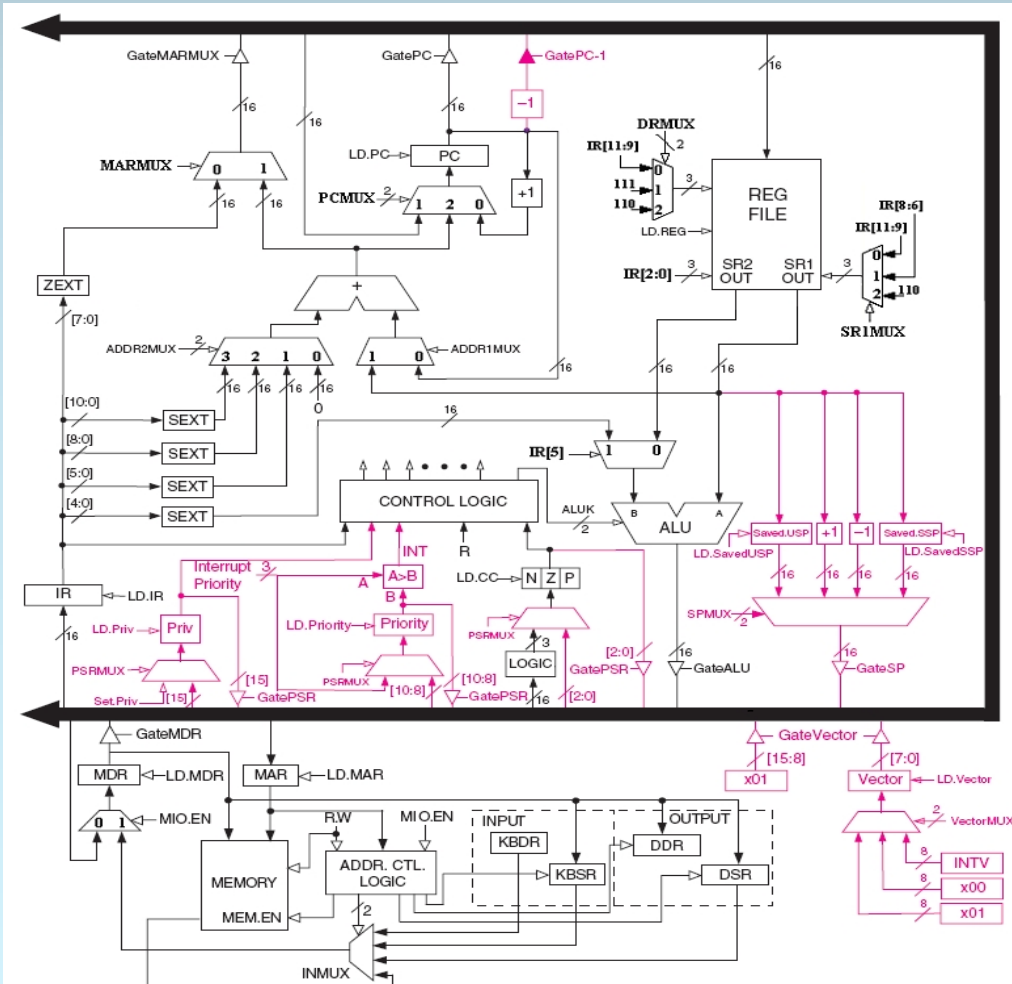 GateMARMUX
GatePC
GatePC-1
16
16
16
16
–1
DRMUX
2
IR[11:9]
LD.PC
PC
MARMUX
0 1
0
111
1
3
110
2
REG
FILE
PCMUX
2
1 2 0
+1
16
16
LD.REG
IR[8:6]
IR[11:9]
0
1
2
3
110
SR1MUX
ZEXT
+
IR[2:0]
3
SR2
OUT
SR1
OUT
[7:0]
ADDR2MUX
2
3 2 1 0
1 0
ADDR1MUX
16
16
16
16
16
16
16
0
[10:0]
SEXT
16
[8:0]
SEXT
IR[5]
1 0
[5:0]
SEXT
[4:0]
SEXT
CONTROL LOGIC
ALUK
2
B
A
ALU
Saved.USP
+1
–1
Saved.SSP
LD.SavedUSP
LD.SavedSSP
INT
R
Interrupt
Priority
3
A
A>B
B
LD.CC
N Z P
16
16
16
16
IR
LD.IR
LD.Priv
Priv
LD.Priority
Priority
PSRMUX
SPMUX
2
16
3
LOGIC
PSRMUX
PSRMUX
[2:0]
GatePSR
16
GateALU
16
GateSP
Set.Priv
[15]
[15]
GatePSR
[10:8]
[10:8]
GatePSR
16
[2:0]
GateMDR
GateVector
[15:8]
[7:0]
MDR
LD.MDR
MAR
LD.MAR
x01
Vector
LD.Vector
0 1
MIO.EN
R.W
MIO.EN
INPUT
OUTPUT
KBDR
DDR
2
VectorMUX
MEMORY
ADDR. CTL.
LOGIC
KBSR
DSR
8
INTV
MEM.EN
2
8
x00
8
x01
INMUX